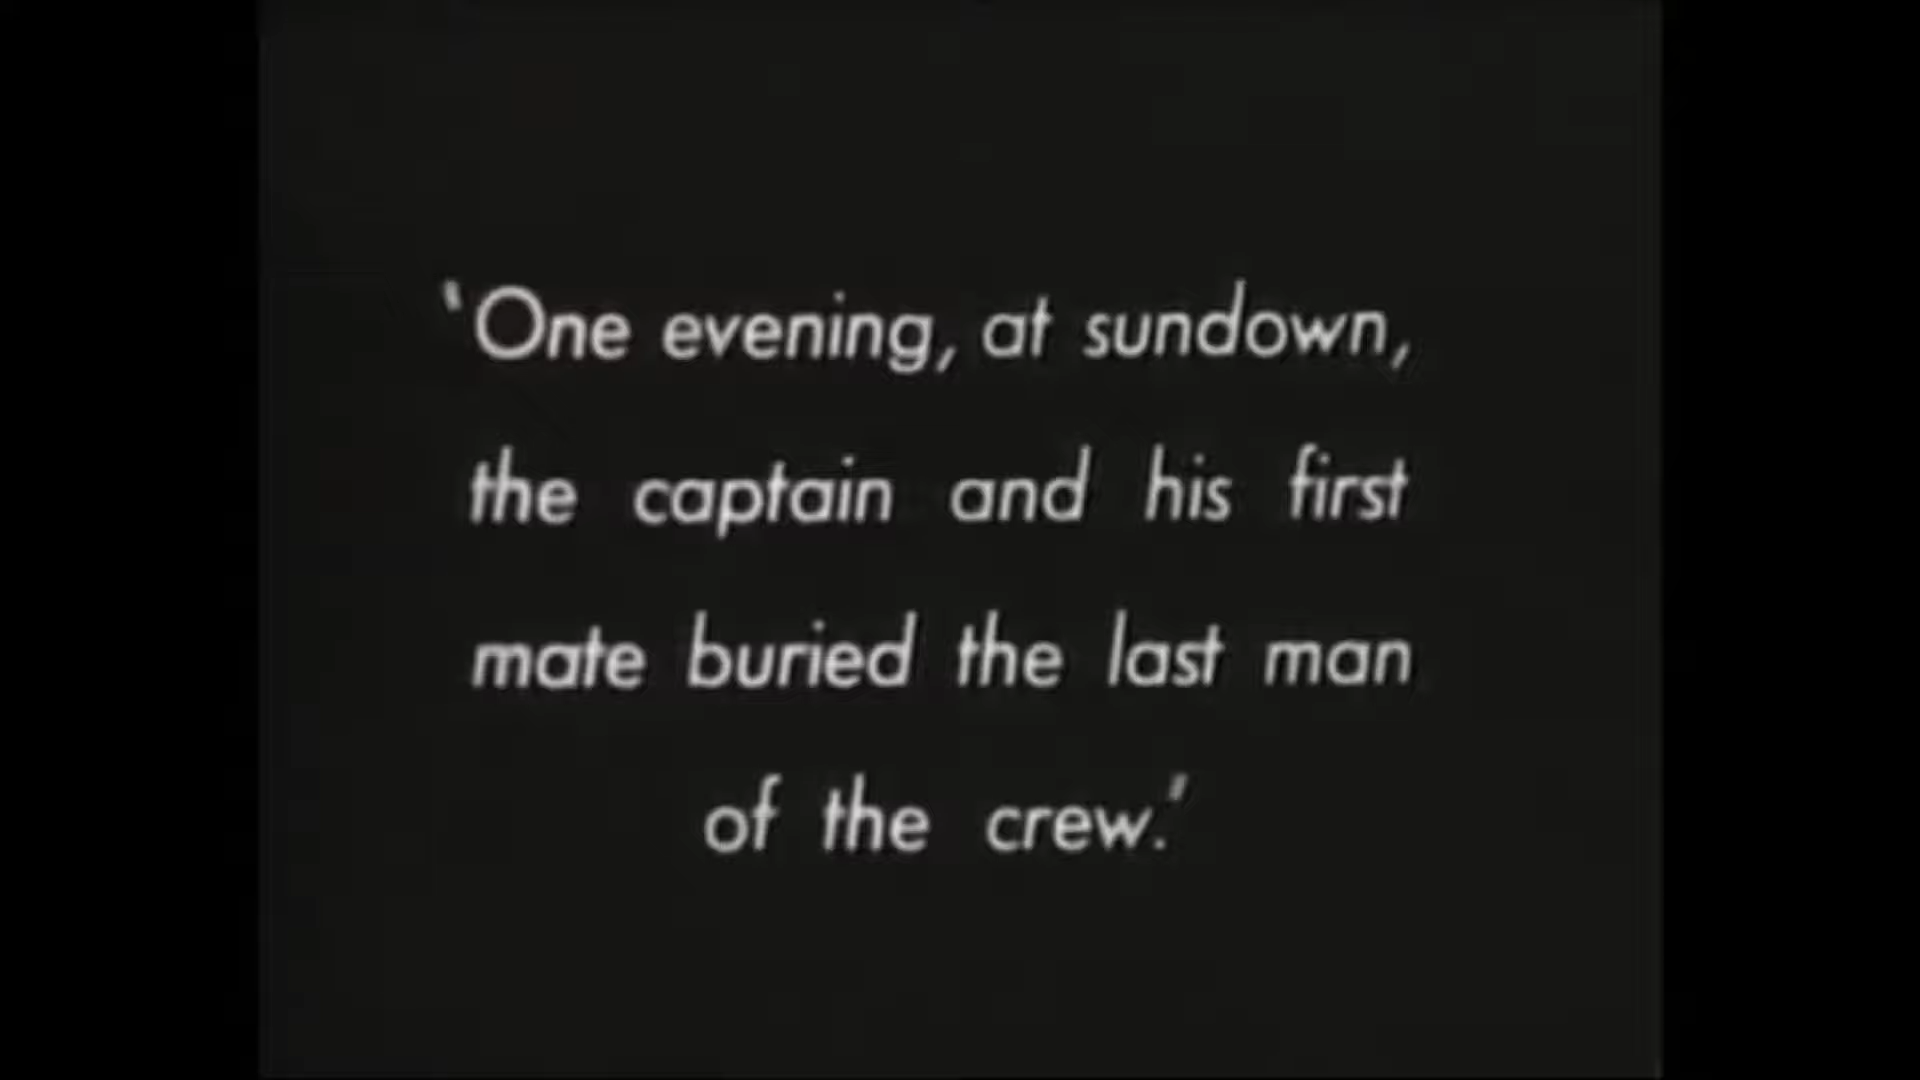 ‘One evening, at sundown,
the captain and his first
mate buried the last man
of the crew.’